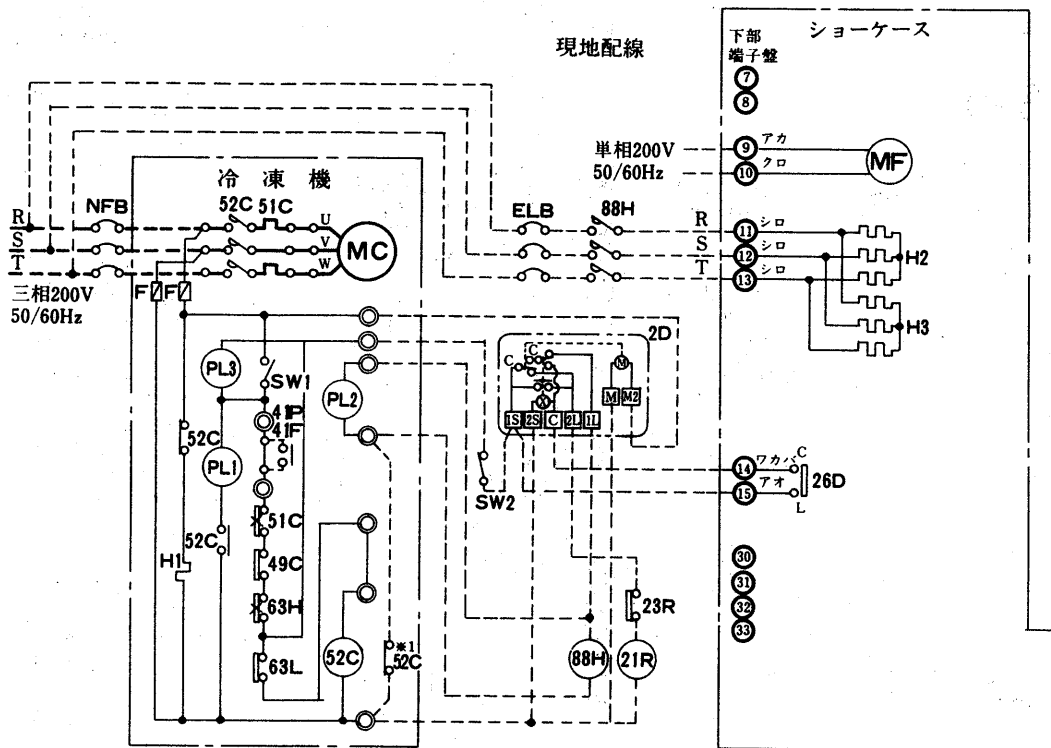 現地配線
ショーケース
下部
端子盤
7
8
単相200V
50/60Hz
9
アカ
10
クロ
MF
冷凍機
NFB
52C
51C
ELB
88H
R
S
T
U
V
W
MC
R
S
T
11
シロ
12
シロ
13
シロ
H2
H3
三相200V
50/60Hz
F
F
2D
C
C
M
X
M
M2
1S
2S
C
2L
1L
PL3
SW1
PL2
41P
41F
52C
PL1
SW2
14
ワカバ
C
15
アオ
L
26D
51C
52C
49C
H1
63H
30
31
32
33
23R
63L
52C
※1
52C
88H
21R